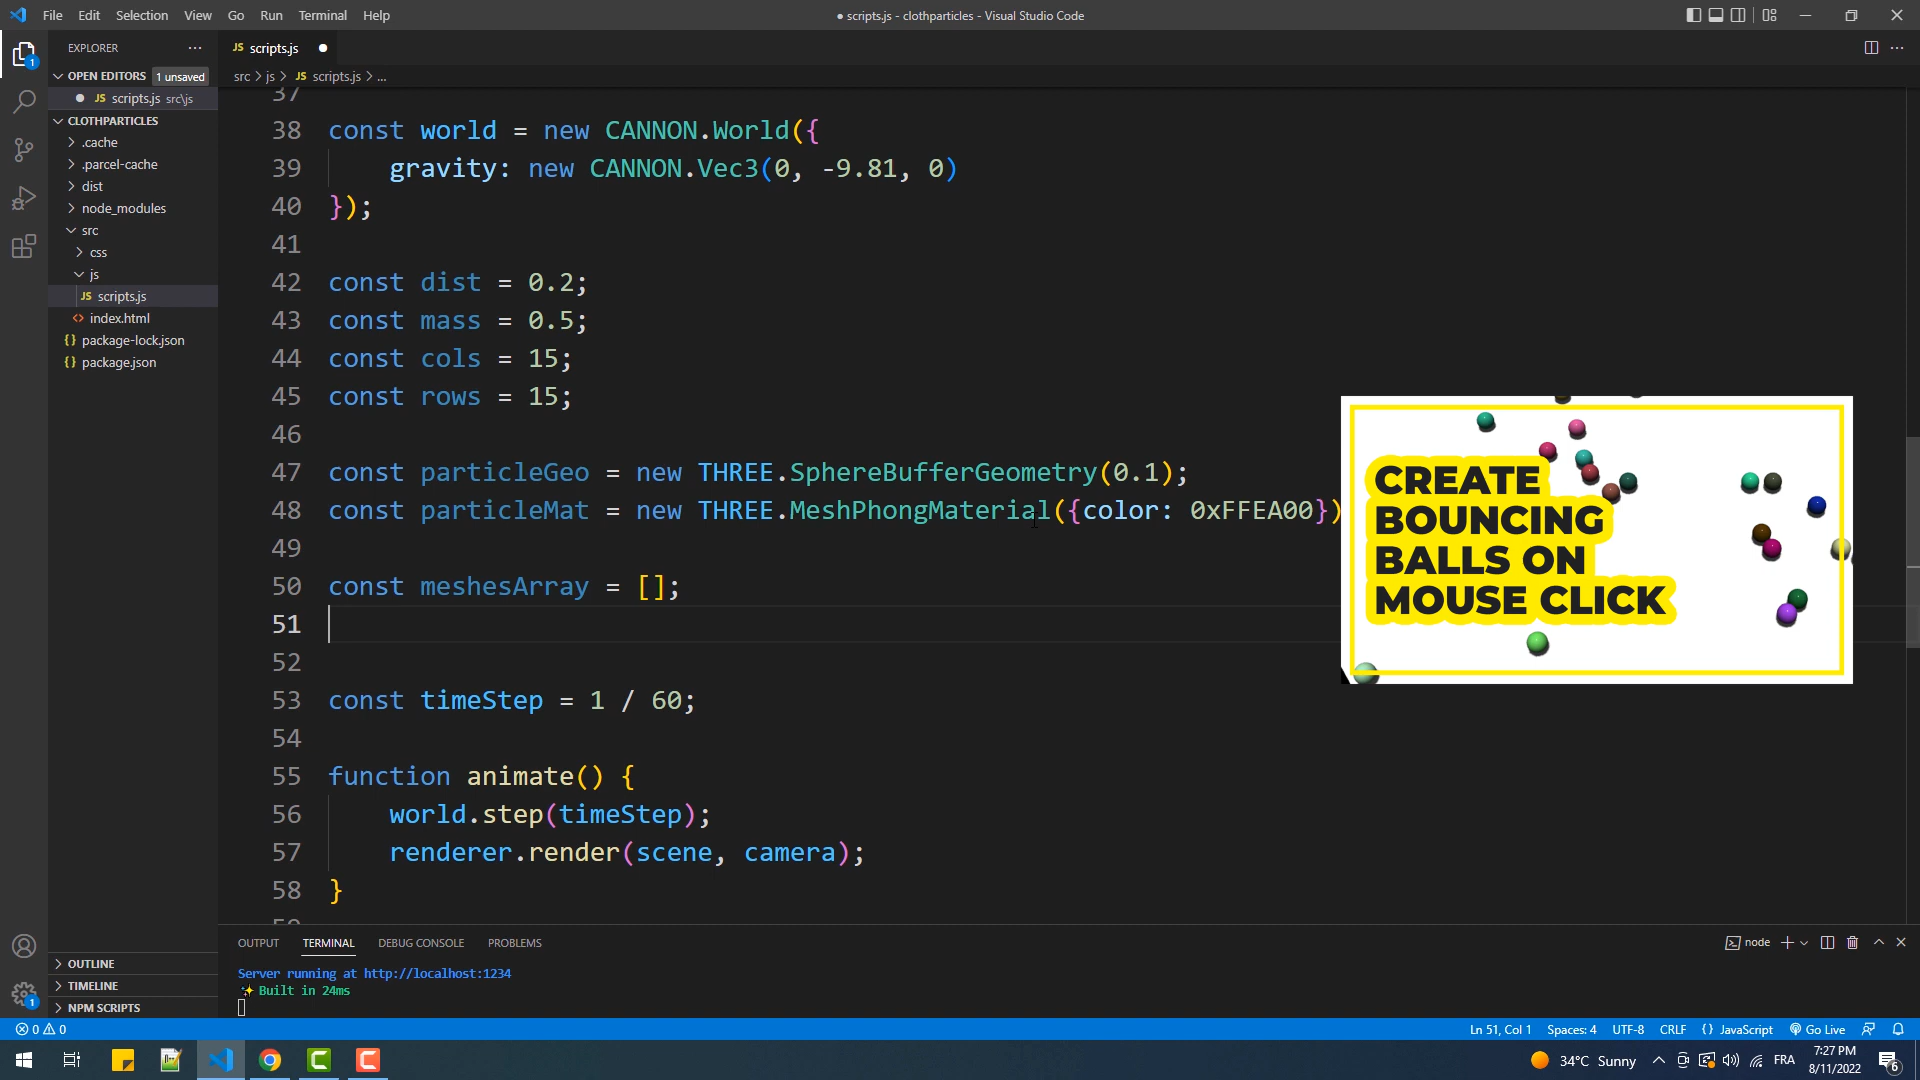 File Edit Selection View Go Run Terminal Help
● scripts.js - clothparticles - Visual Studio Code
EXPLORER
OPEN EDITORS 1 unsaved
JS scripts.js src\js
CLOTHPARTICLES
.cache
.parcel-cache
dist
node_modules
src
css
js
JS scripts.js
index.html
package-lock.json
package.json
OUTLINE
TIMELINE
NPM SCRIPTS
JS scripts.js
src > js > JS scripts.js > ...
37
38 const world = new CANNON.World({
39 gravity: new CANNON.Vec3(0, -9.81, 0)
40 });
41
42 const dist = 0.2;
43 const mass = 0.5;
44 const cols = 15;
45 const rows = 15;
46
47 const particleGeo = new THREE.SphereBufferGeometry(0.1);
48 const particleMat = new THREE.MeshPhongMaterial({color: 0xFFEA00})
49
50 const meshesArray = [];
51
52
53 const timeStep = 1 / 60;
54
55 function animate() {
56 world.step(timeStep);
57 renderer.render(scene, camera);
58 }
CREATE
BOUNCING
BALLS ON
MOUSE CLICK
OUTPUT TERMINAL DEBUG CONSOLE PROBLEMS
node
Server running at http://localhost:1234
✨ Built in 24ms
0 0
Ln 51, Col 1 Spaces: 4 UTF-8 CRLF {} JavaScript Go Live
34°C Sunny
FRA
7:27 PM
8/11/2022
6